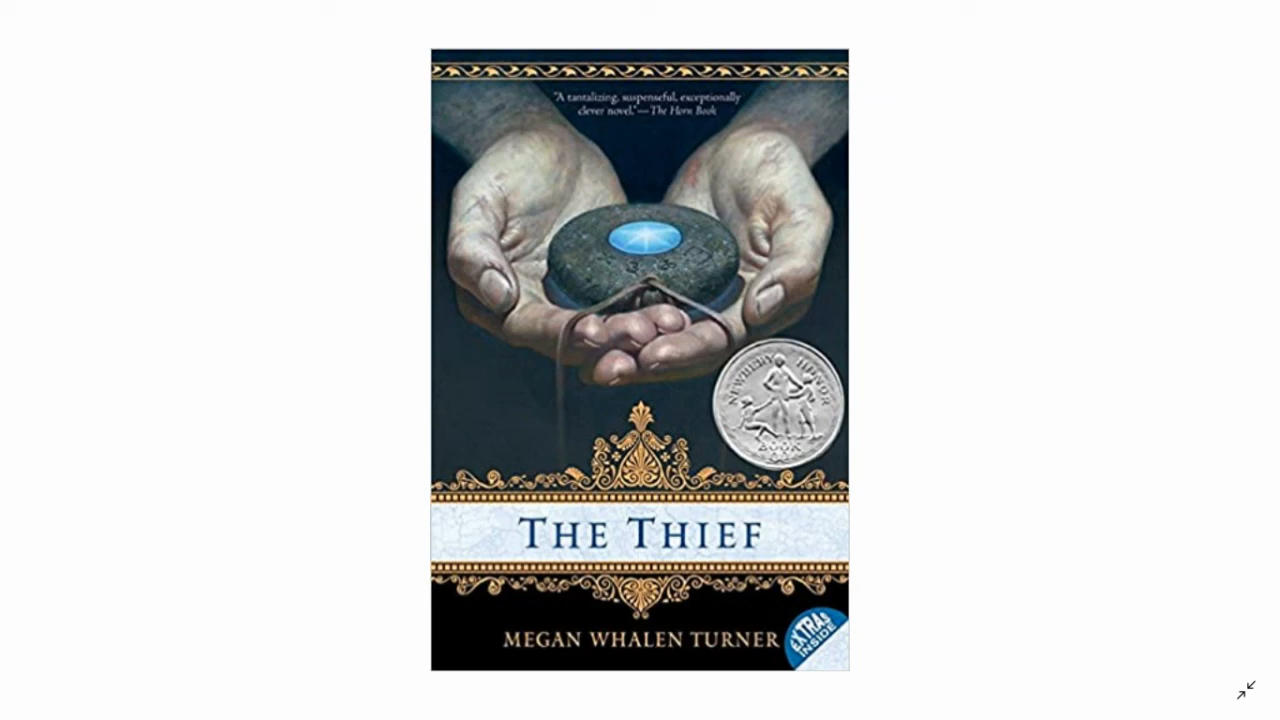 "A tantalizing, suspenseful, exceptionally
clever novel."—The Horn Book
NEWBERY HONOR
BOOK
THE THIEF
MEGAN WHALEN TURNER
EXTRAS
INSIDE